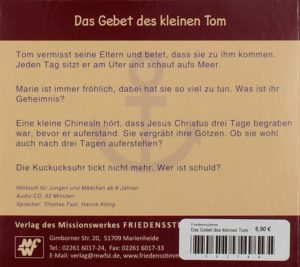 Das Gebet des kleinen Tom
Tom vermisst seine Eltern und betet, dass sie zu ihm kommen.
Jeden Tag sitzt er am Ufer und schaut aufs Meer.
Marie ist immer fröhlich, dabei hat sie so viel zu tun. Was ist ihr
Geheimnis?
Eine kleine Chinesin hört, dass Jesus Christus drei Tage begraben
war, bevor er auferstand. Sie vergräbt ihre Götzen. Ob sie wohl
auch nach drei Tagen auferstehen?
Die Kuckucksuhr tickt nicht mehr. Wer ist schuld?
Hörbuch für Jungen und Mädchen ab 6 Jahren
Audio-CD, 62 Minuten
Sprecher: Thomas Fast, Hanna König
Verlag des Missionswerkes FRIEDENSSTI
Gimborner Str. 20, 51709 Marienheide
Tel.: 02261 6017-24, Fax: 02261 6017-33
E-Mail: verlag@mwfst.de
Das Gebet des kleinen Tom
6,90 €